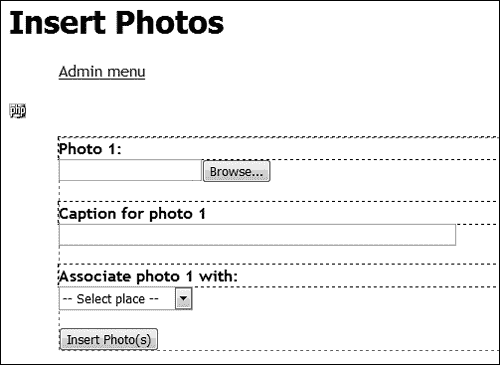 Insert Photos
Admin menu
php
Photo 1:
Browse...
Caption for photo 1
Associate photo 1 with:
-- Select place --
Insert Photo(s)